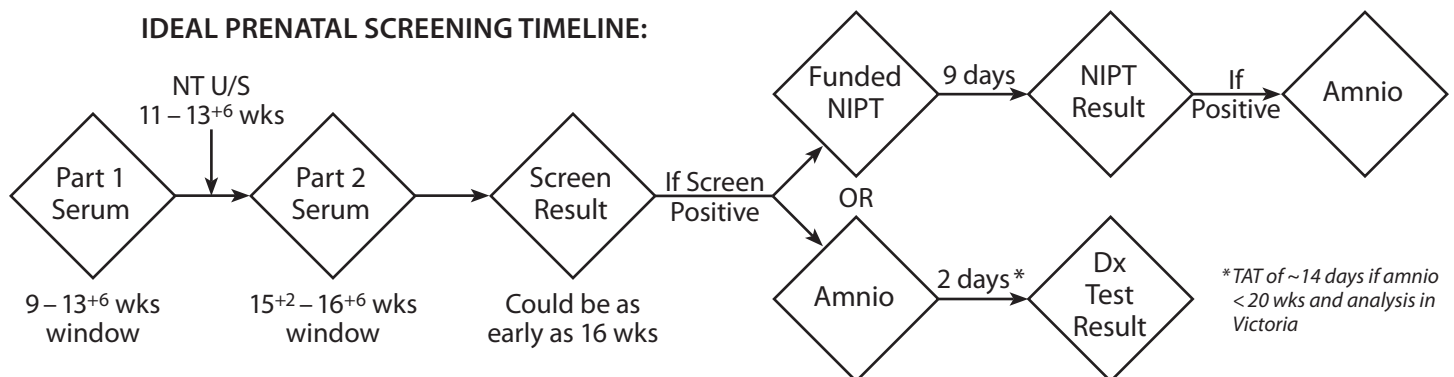 IDEAL PRENATAL SCREENING TIMELINE:
NT U/S
11 – 13⁺⁶ wks
Part 1
Serum
9 – 13⁺⁶ wks
window
Part 2
Serum
15⁺² – 16⁺⁶ wks
window
Screen
Result
Could be as
early as 16 wks
If Screen
Positive
Funded
NIPT
9 days
NIPT
Result
If
Positive
Amnio
OR
Amnio
2 days*
Dx
Test
Result
*TAT of ~14 days if amnio
< 20 wks and analysis in
Victoria